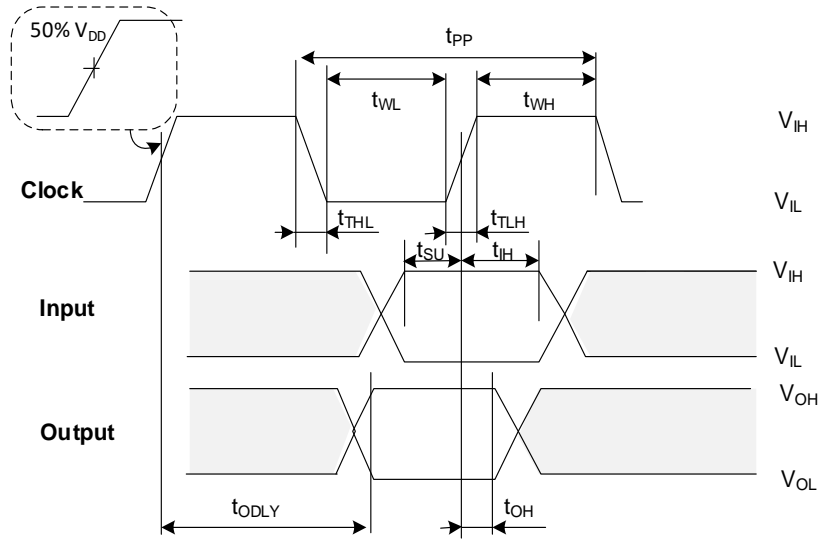 50% VDD
tPP
tWL
tWH
VIH
Clock
VIL
tTHL
tTLH
tSU
tIH
VIH
Input
VIL
VOH
Output
VOL
tODLY
tOH